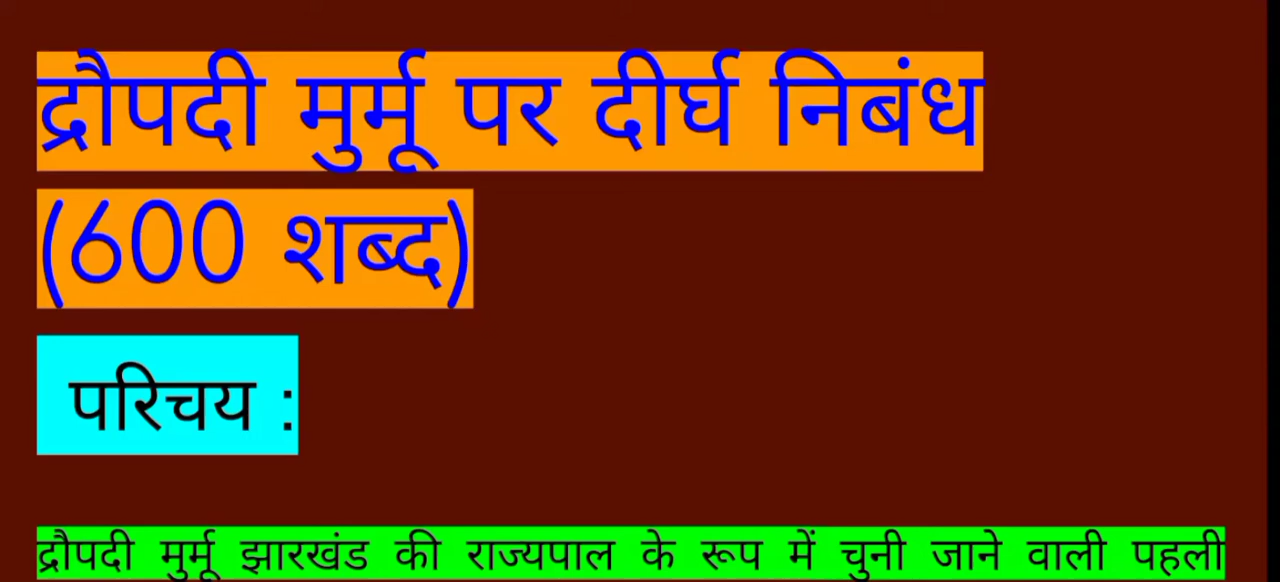 द्रौपदी मुर्मू पर दीर्घ निबंध
(600 शब्द)
परिचय :
द्रौपदी मुर्मू झारखंड की राज्यपाल के रूप में चुनी जाने वाली पहली